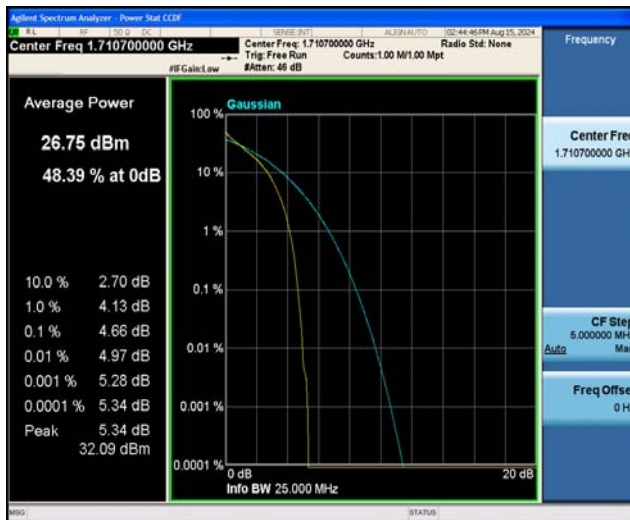 Agilent Spectrum Analyzer - Power Stat CCDF
RL RF 50 Ω DC SENSE:INT ALIGN AUTO 02:44:46 PM Aug 15, 2024
Center Freq 1.710700000 GHz
Center Freq: 1.710700000 GHz Radio Std: None
Trig: Free Run Counts:1.00 M/1.00 Mpt
#IFGain:Low #Atten: 46 dB
Frequency
Average Power
26.75 dBm
48.39 % at 0dB
10.0 % 2.70 dB
1.0 % 4.13 dB
0.1 % 4.66 dB
0.01 % 4.97 dB
0.001 % 5.28 dB
0.0001 % 5.34 dB
Peak 5.34 dB
32.09 dBm
Gaussian
100 %
10 %
1 %
0.1 %
0.01 %
0.001 %
0.0001 %
0 dB 20 dB
Info BW 25.000 MHz
Center Fre
1.710700000 GH
CF Step
5.000000 MH
Auto Ma
Freq Offse
0 H
MSG STATUS